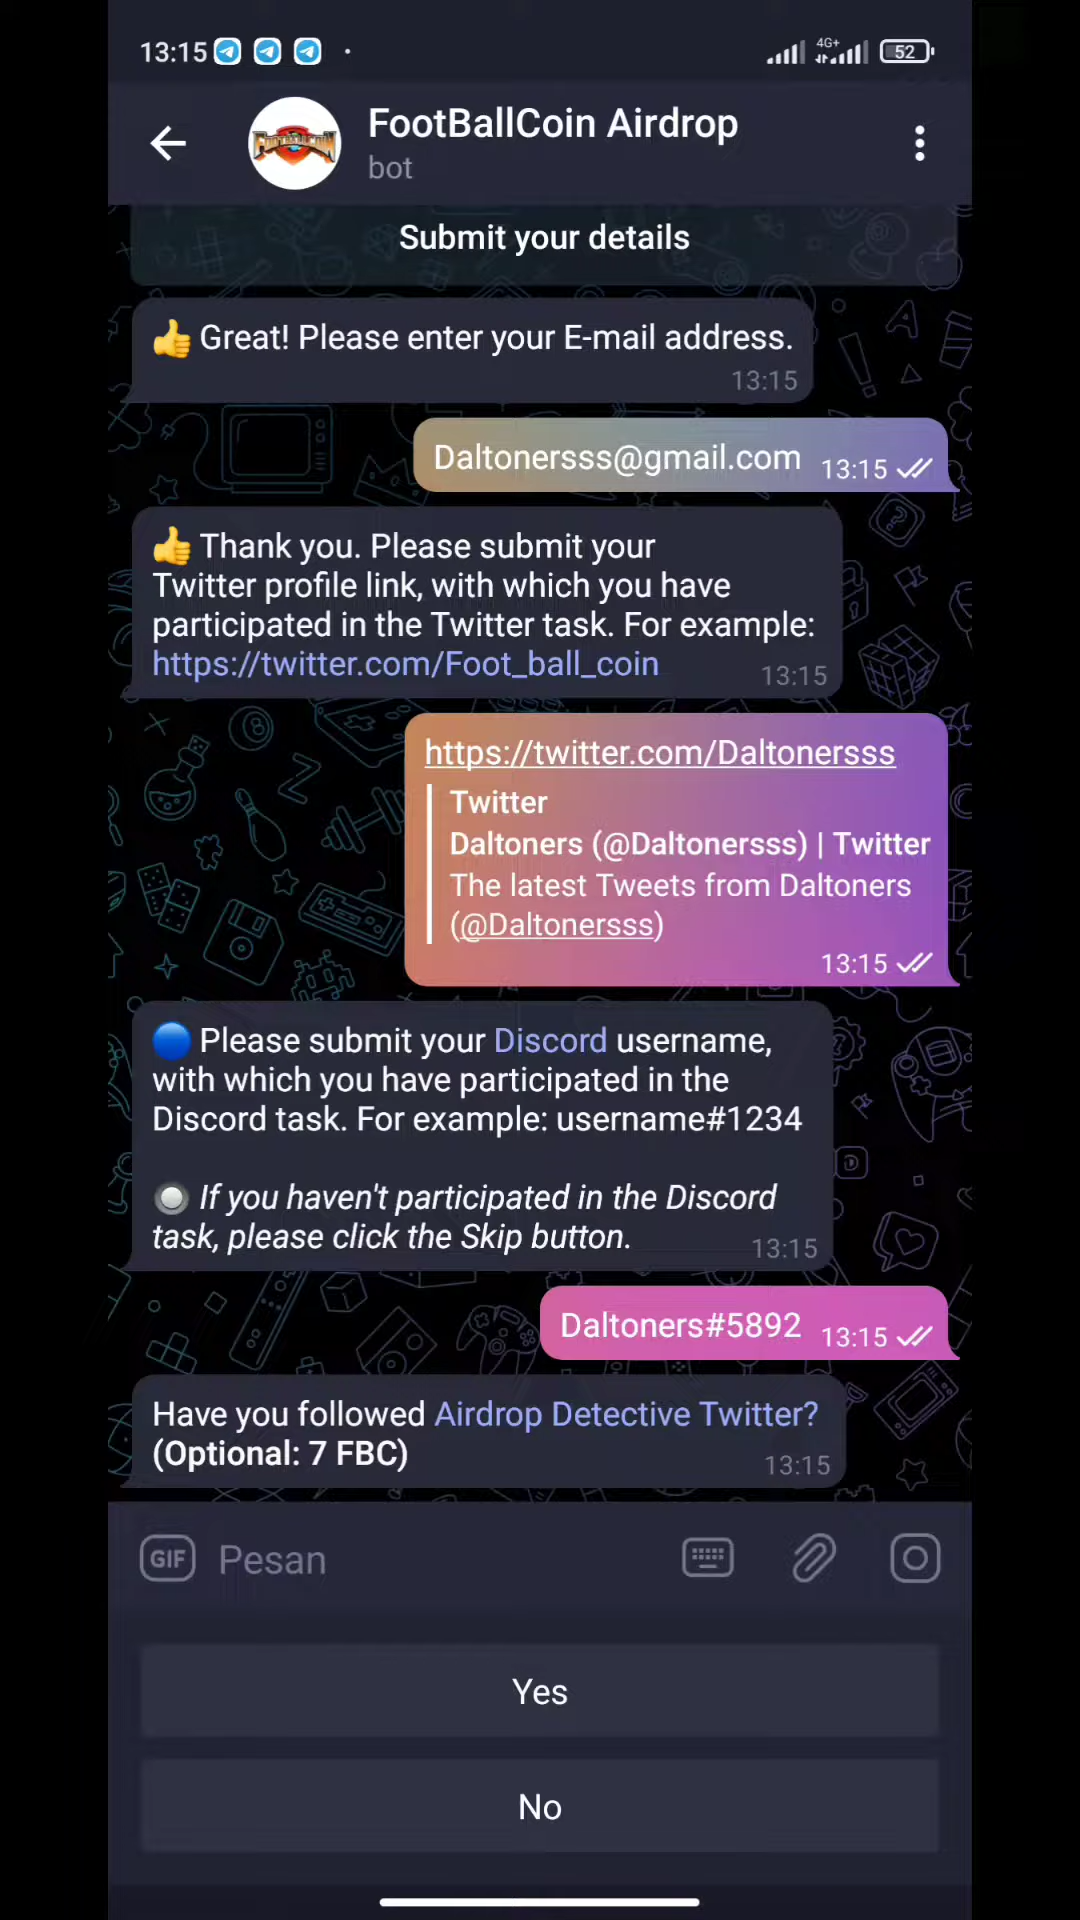 13:15
4G+
52
FootBallCoin Airdrop
bot
FOOTBALLCOIN
Submit your details
👍 Great! Please enter your E-mail address.
13:15
Daltonersss@gmail.com 13:15
👍 Thank you. Please submit your
Twitter profile link, with which you have
participated in the Twitter task. For example:
https://twitter.com/Foot_ball_coin 13:15
https://twitter.com/Daltonersss
Twitter
Daltoners (@Daltonersss) | Twitter
The latest Tweets from Daltoners
(@Daltonersss)
13:15
🔵 Please submit your Discord username,
with which you have participated in the
Discord task. For example: username#1234
🔘 If you haven't participated in the Discord
task, please click the Skip button. 13:15
Daltoners#5892 13:15
Have you followed Airdrop Detective Twitter?
(Optional: 7 FBC) 13:15
GIF Pesan
Yes
No